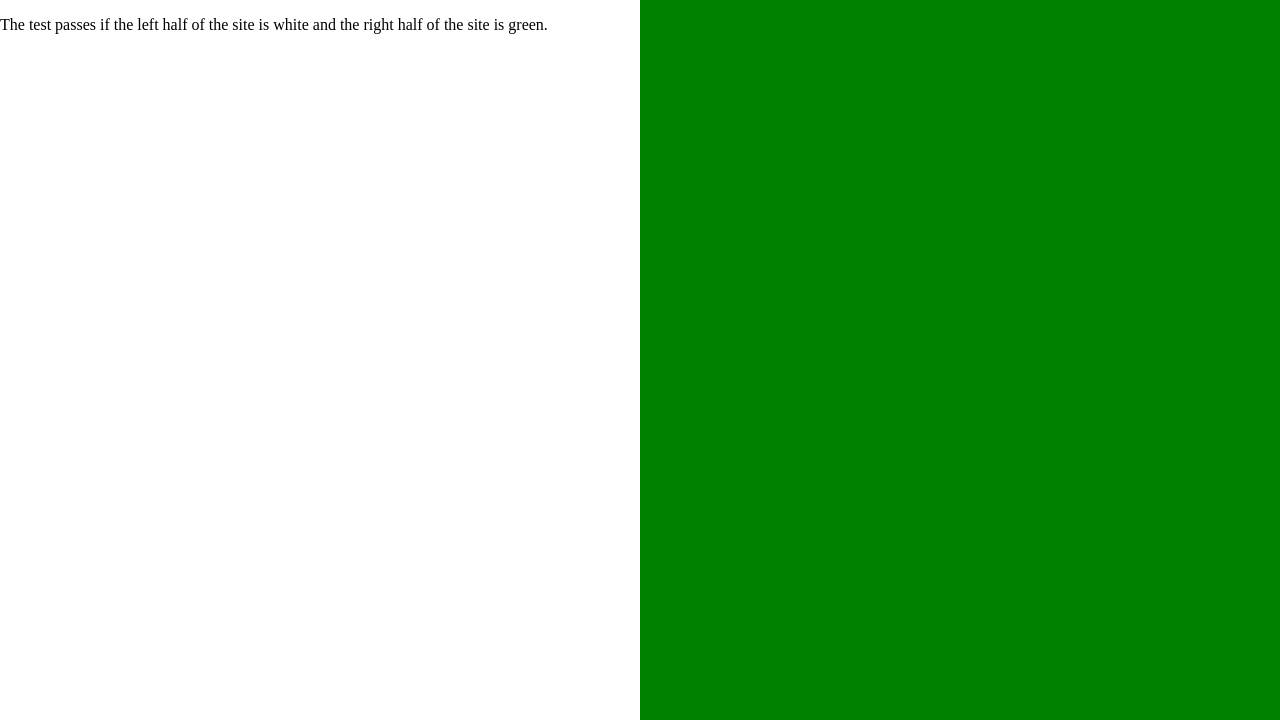 The test passes if the left half of the site is white and the right half of the site is green.